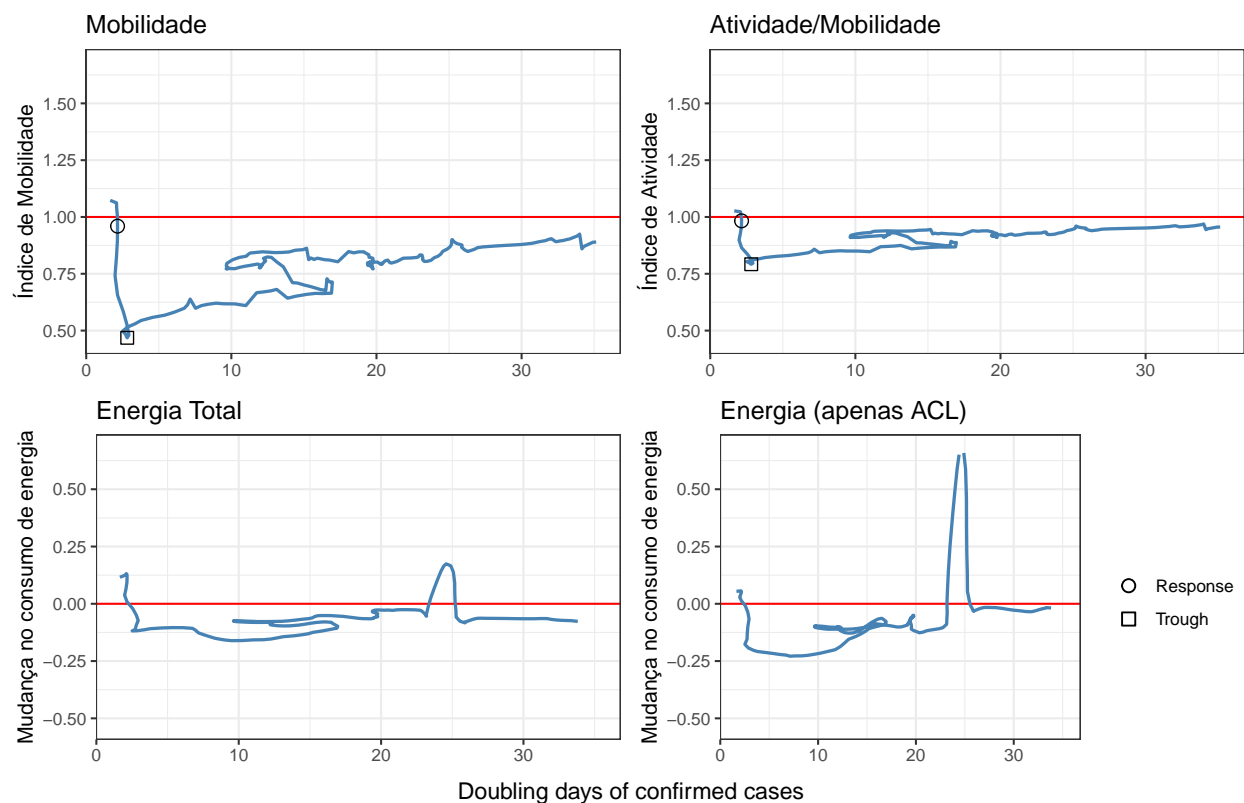 Mobilidade
Índice de Mobilidade
1.50
1.25
1.00
0.75
0.50
0 10 20 30
Atividade/Mobilidade
Índice de Atividade
1.50
1.25
1.00
0.75
0.50
0 10 20 30
Energia Total
Mudança no consumo de energia
0.50
0.25
0.00
−0.25
−0.50
0 10 20 30
Energia (apenas ACL)
Mudança no consumo de energia
0.50
0.25
0.00
−0.25
−0.50
0 10 20 30
Response
Trough
Doubling days of confirmed cases